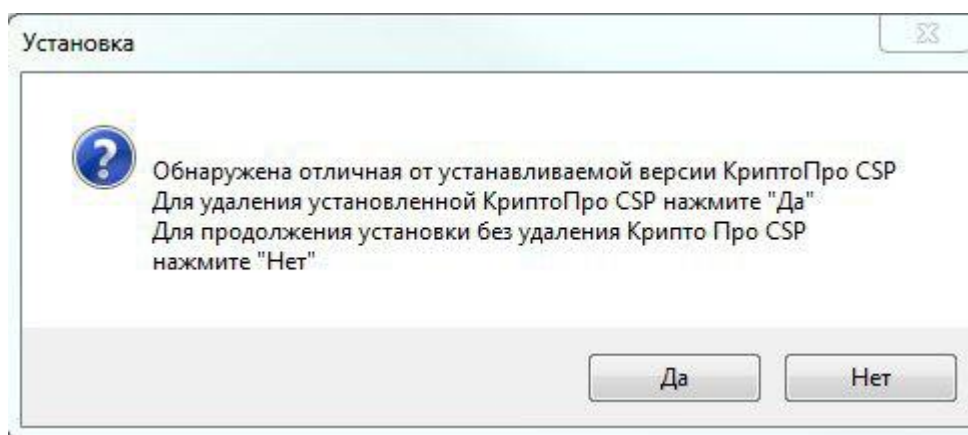 Установка
Обнаружена отличная от устанавливаемой версии КриптоПро CSP
Для удаления установленной КриптоПро CSP нажмите "Да"
Для продолжения установки без удаления Крипто Про CSP
нажмите "Нет"
Да Нет